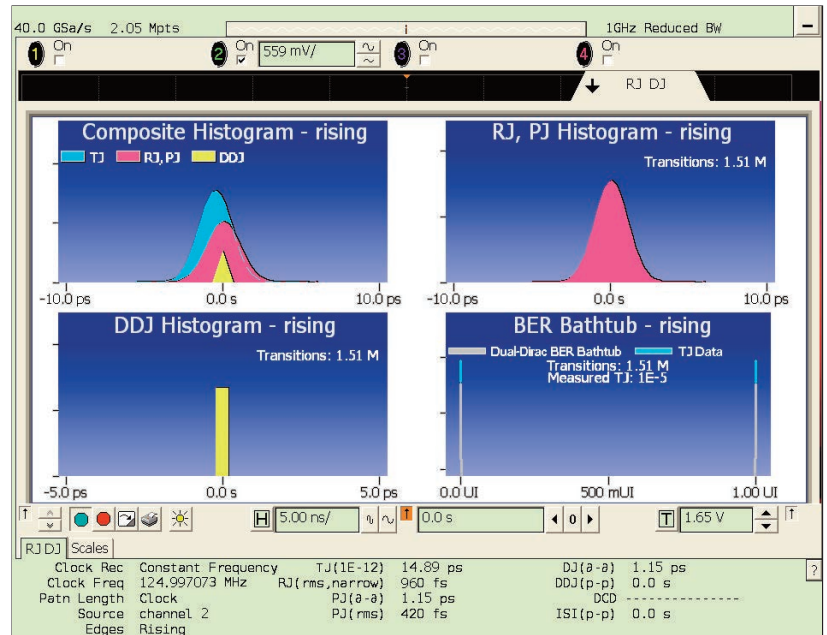 40.0 GSa/s 2.05 Mpts 1GHz Reduced BW
1 On 2 On 559 mV/ 3 On 4 On
RJ DJ
Composite Histogram - rising
TJ RJ, PJ DDJ
-10.0 ps 0.0 s 10.0 ps
RJ, PJ Histogram - rising
Transitions: 1.51 M
-10.0 ps 0.0 s 10.0 ps
DDJ Histogram - rising
Transitions: 1.51 M
-5.0 ps 0.0 s 5.0 ps
BER Bathtub - rising
Dual-Dirac BER Bathtub TJ Data
Transitions: 1.51 M
Measured TJ: 1E-5
0.0 UI 500 mUI 1.00 UI
H 5.00 ns/ 0.0 s 0 T 1.65 V
RJDJ Scales
Clock Rec Constant Frequency TJ(1E-12) 14.89 ps DJ(∂-∂) 1.15 ps ?
Clock Freq 124.997073 MHz RJ(rms,narrow) 960 fs DDJ(p-p) 0.0 s
Patn Length Clock PJ(∂-∂) 1.15 ps DCD ---------------
Source channel 2 PJ(rms) 420 fs ISI(p-p) 0.0 s
Edges Rising